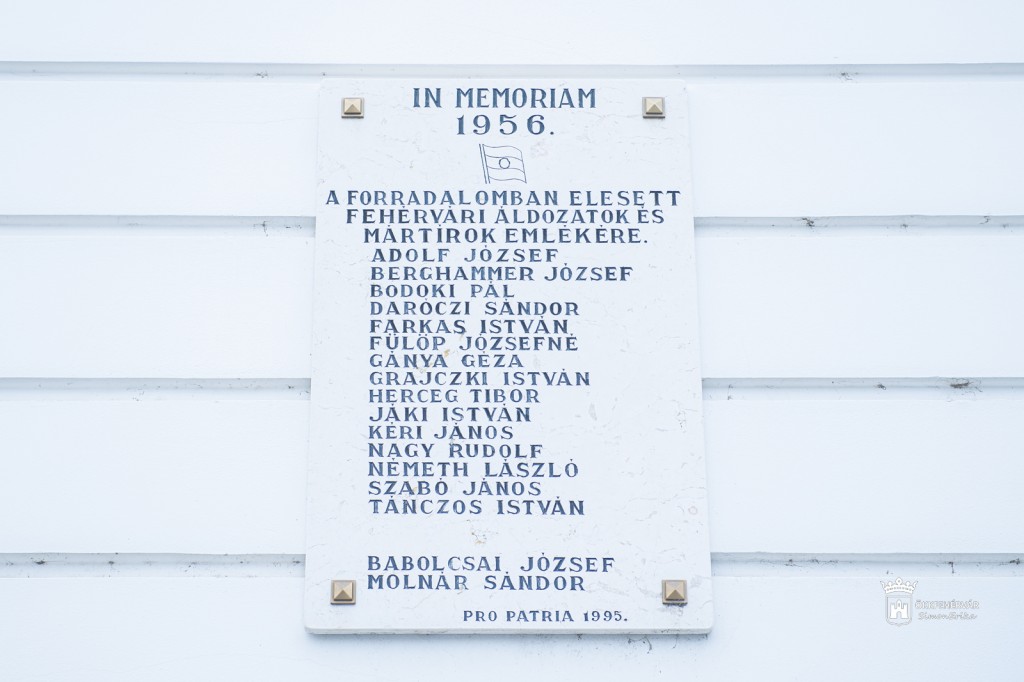 IN MEMORIAM
1956.
A FORRADALOMBAN ELESETT
FEHÉRVÁRI ÁLDOZATOK ÉS
MÁRTÍROK EMLÉKÉRE.
ADOLF JÓZSEF
BERGHAMMER JÓZSEF
BODOKI PÁL
DARÓCZI SÁNDOR
FARKAS ISTVÁN
FÜLÖP JÓZSEFNÉ
GÁNYA GÉZA
GRAJCZKI ISTVÁN
HERCEG TIBOR
JÁKI ISTVÁN
KÉRI JÁNOS
NAGY RUDOLF
NÉMETH LÁSZLÓ
SZABÓ JÁNOS
TÁNCZOS ISTVÁN
BABOLCSAI JÓZSEF
MOLNÁR SÁNDOR
PRO PATRIA 1995.
ÖKKFEHÉRVÁR
SimonErika